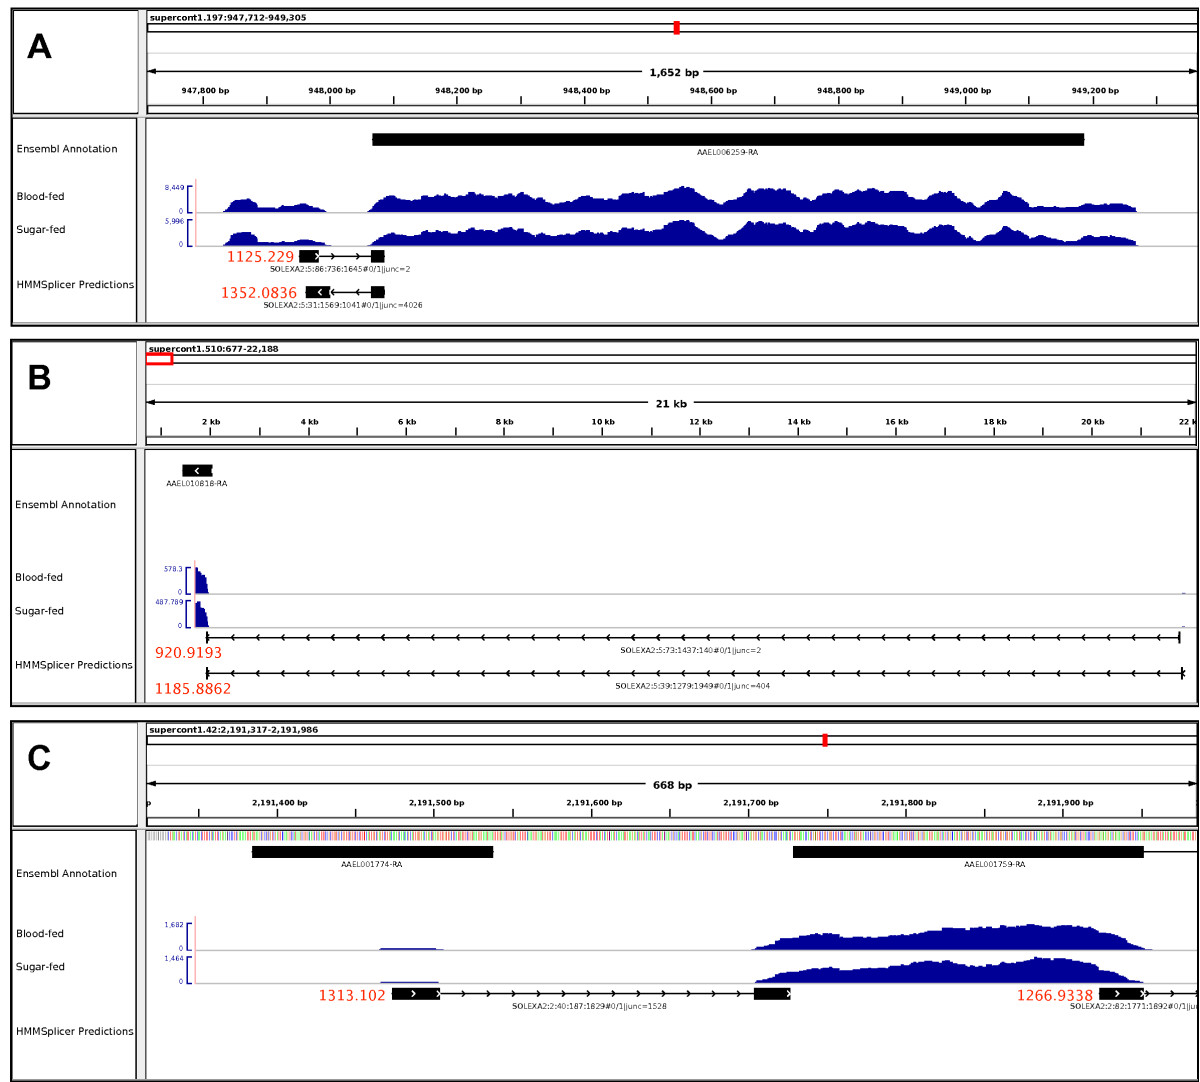 A
supercont1.197:947,712-949,305
1,652 bp
947,800 bp 948,000 bp 948,200 bp 948,400 bp 948,600 bp 948,800 bp 949,000 bp 949,200 bp
Ensembl Annotation
AAEL006259-RA
Blood-fed
8,449
0
Sugar-fed
5,996
0
1125.229
SOLEXA2:5:86:736:1645#0/1|junc=2
HMMSplicer Predictions
1352.0836
SOLEXA2:5:31:1569:1041#0/1|junc=4026
B
supercont1.510:677-22,188
21 kb
2 kb 4 kb 6 kb 8 kb 10 kb 12 kb 14 kb 16 kb 18 kb 20 kb 22 k
AAEL010818-RA
Ensembl Annotation
Blood-fed
578.3
0
Sugar-fed
487.789
0
920.9193
SOLEXA2:5:73:1437:140#0/1|junc=2
HMMSplicer Predictions
1185.8862
SOLEXA2:5:39:1279:1949#0/1|junc=404
C
supercont1.42:2,191,317-2,191,986
668 bp
p 2,191,400 bp 2,191,500 bp 2,191,600 bp 2,191,700 bp 2,191,800 bp 2,191,900 bp
AAEL001774-RA AAEL001759-RA
Ensembl Annotation
Blood-fed
1,682
0
Sugar-fed
1,464
0
1313.102 1266.9338
SOLEXA2:2:40:187:1829#0/1|junc=1528 SOLEXA2:2:82:1771:1892#0/1|jun
HMMSplicer Predictions